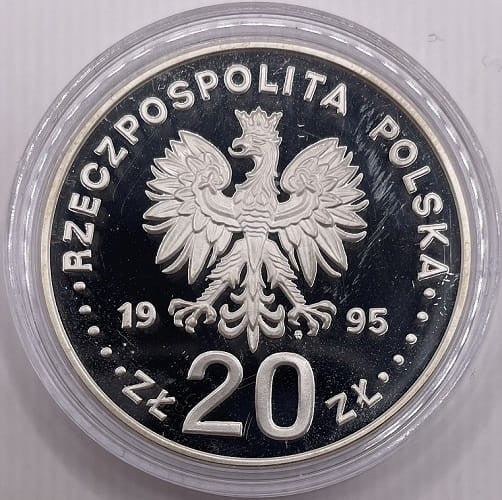 RZECZPOSPOLITA POLSKA
19 95
ZŁ 20 ZŁ